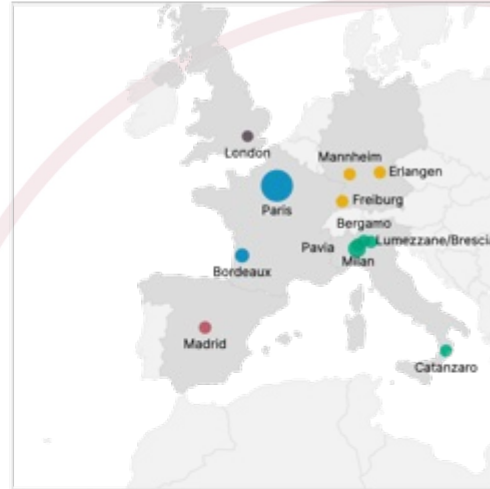 London
Mannheim
Erlangen
Paris
Freiburg
Bergamo
Lumezzane/Brescia
Pavia
Milan
Bordeaux
Madrid
Catanzaro